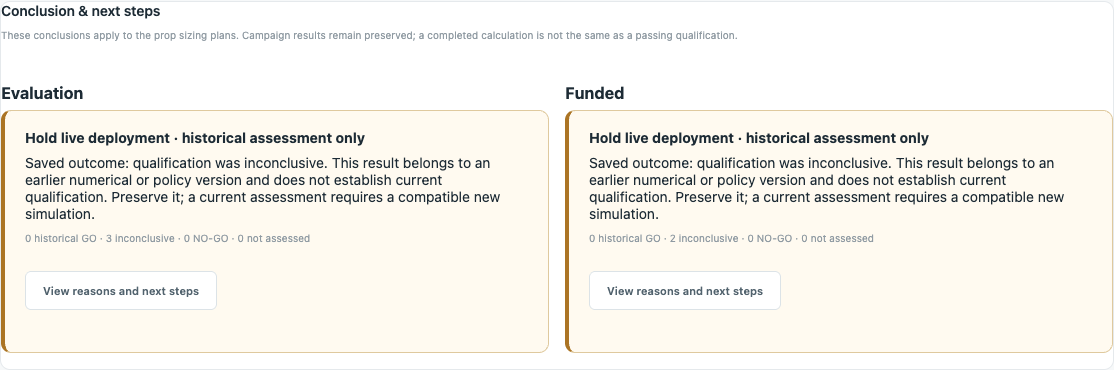 Conclusion & next steps
These conclusions apply to the prop sizing plans. Campaign results remain preserved; a completed calculation is not the same as a passing qualification.
Evaluation
Hold live deployment · historical assessment only
Saved outcome: qualification was inconclusive. This result belongs to an
earlier numerical or policy version and does not establish current
qualification. Preserve it; a current assessment requires a compatible new
simulation.
0 historical GO · 3 inconclusive · 0 NO-GO · 0 not assessed
View reasons and next steps
Funded
Hold live deployment · historical assessment only
Saved outcome: qualification was inconclusive. This result belongs to an
earlier numerical or policy version and does not establish current
qualification. Preserve it; a current assessment requires a compatible new
simulation.
0 historical GO · 2 inconclusive · 0 NO-GO · 0 not assessed
View reasons and next steps